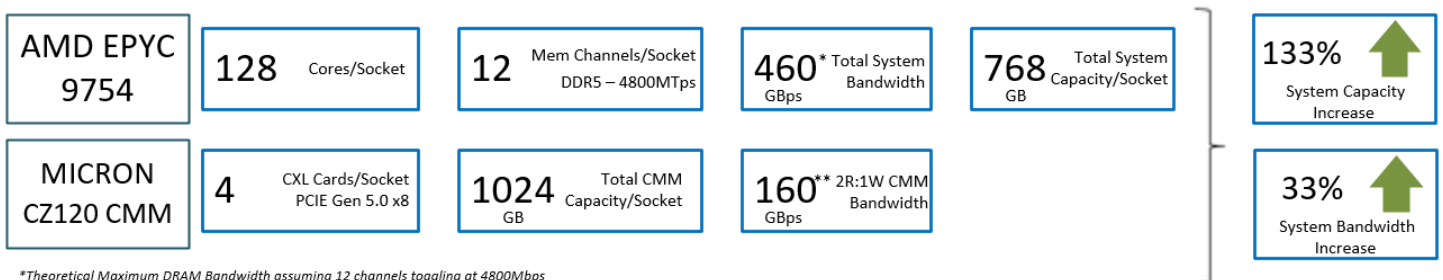 AMD EPYC
9754
128 Cores/Socket
12 Mem Channels/Socket
DDR5 – 4800MTps
460* Total System
GBps Bandwidth
768 Total System
GB Capacity/Socket
133%
System Capacity
Increase
MICRON
CZ120 CMM
4 CXL Cards/Socket
PCIE Gen 5.0 x8
1024 Total CMM
GB Capacity/Socket
160** 2R:1W CMM
GBps Bandwidth
33%
System Bandwidth
Increase
*Theoretical Maximum DRAM Bandwidth assuming 12 channels toggling at 4800Mbps